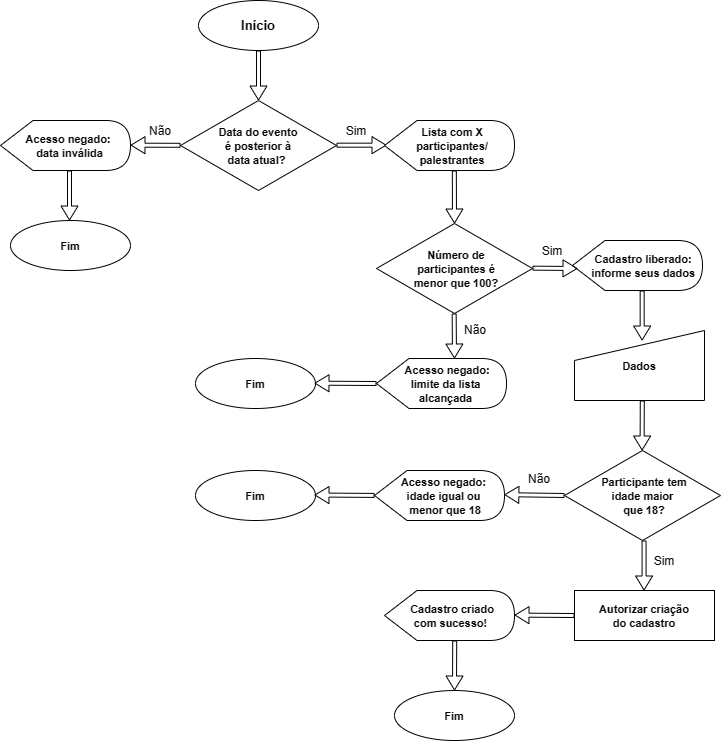 Início
Data do evento
é posterior à
data atual?
Não
Acesso negado:
data inválida
Fim
Sim
Lista com X
participantes/
palestrantes
Número de
participantes é
menor que 100?
Sim
Cadastro liberado:
informe seus dados
Não
Acesso negado:
limite da lista
alcançada
Fim
Dados
Participante tem
idade maior
que 18?
Não
Acesso negado:
idade igual ou
menor que 18
Fim
Sim
Autorizar criação
do cadastro
Cadastro criado
com sucesso!
Fim